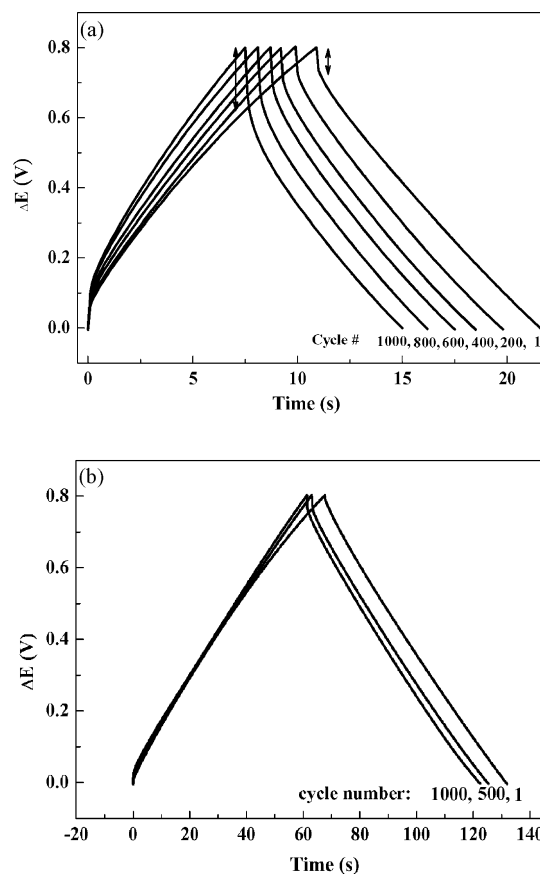 (a)
0.8
0.6
0.4
0.2
0.0
ΔE (V)
Cycle # 1000, 800, 600, 400, 200, 1
0 5 10 15 20
Time (s)
(b)
0.8
0.6
0.4
0.2
0.0
ΔE (V)
cycle number: 1000, 500, 1
-20 0 20 40 60 80 100 120 140
Time (s)